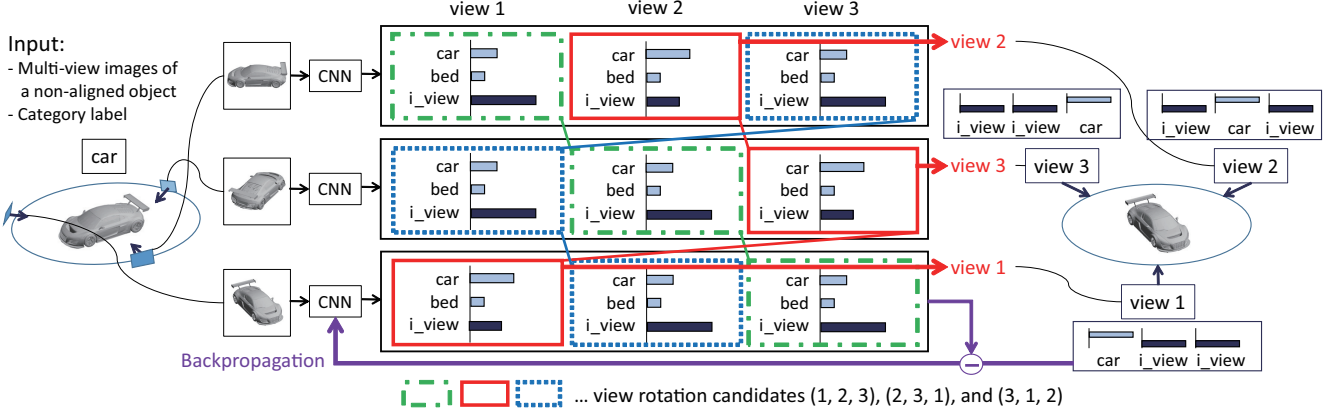 view 1
view 2
view 3
Input:
- Multi-view images of
a non-aligned object
- Category label
car
CNN
car
bed
i_view
car
bed
i_view
car
bed
i_view
view 2
CNN
car
bed
i_view
car
bed
i_view
car
bed
i_view
view 3
CNN
car
bed
i_view
car
bed
i_view
car
bed
i_view
view 1
i_view i_view car
i_view car i_view
view 3
view 2
view 1
car i_view i_view
Backpropagation
−
... view rotation candidates (1, 2, 3), (2, 3, 1), and (3, 1, 2)